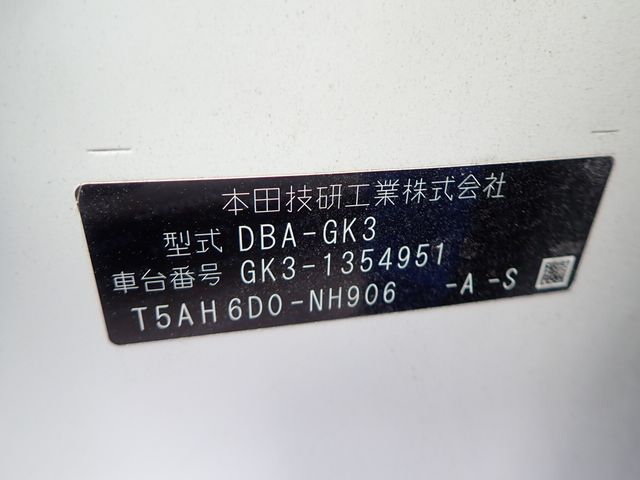 本田技研工業株式会社
型式 DBA-GK3
車台番号 GK3-1354951
T5AH6D0-NH906 -A -S